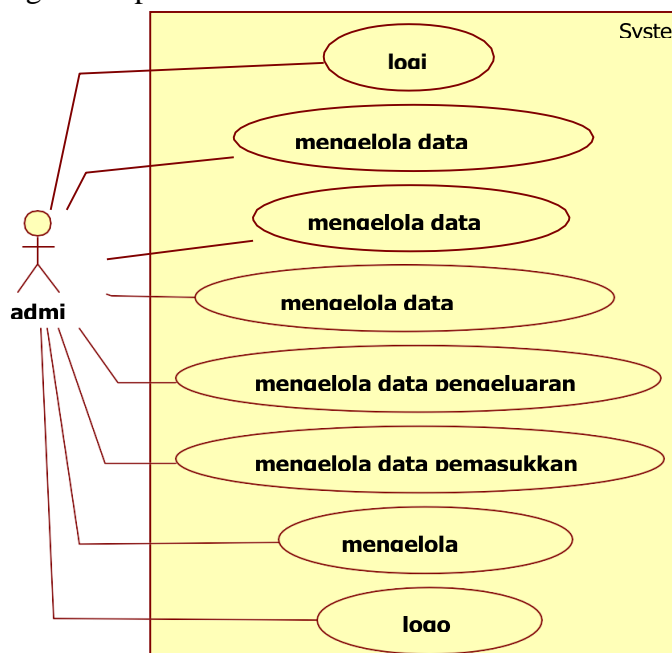 Syste
logi
mengelola data
mengelola data
mengelola data
admi
mengelola data pengeluaran
mengelola data pemasukkan
mengelola
logo